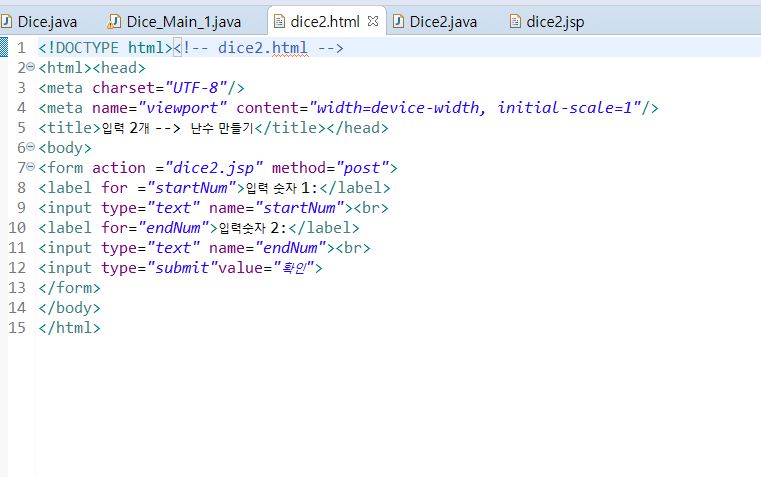 Dice.java Dice_Main_1.java dice2.html Dice2.java dice2.jsp
1 <!DOCTYPE html><!-- dice2.html -->
2 <html><head>
3 <meta charset="UTF-8"/>
4 <meta name="viewport" content="width=device-width, initial-scale=1"/>
5 <title>입력 2개 --> 난수 만들기</title></head>
6 <body>
7 <form action ="dice2.jsp" method="post">
8 <label for ="startNum">입력 숫자 1:</label>
9 <input type="text" name="startNum"><br>
10 <label for="endNum">입력숫자 2:</label>
11 <input type="text" name="endNum"><br>
12 <input type="submit"value="확인">
13 </form>
14 </body>
15 </html>